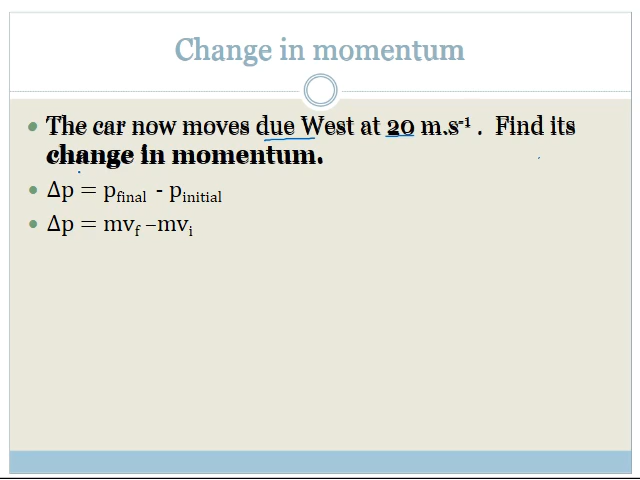 Change in momentum
• The car now moves due West at 20 m.s⁻¹ . Find its
change in momentum.
• Δp = p_final - p_initial
• Δp = mv_f –mv_i